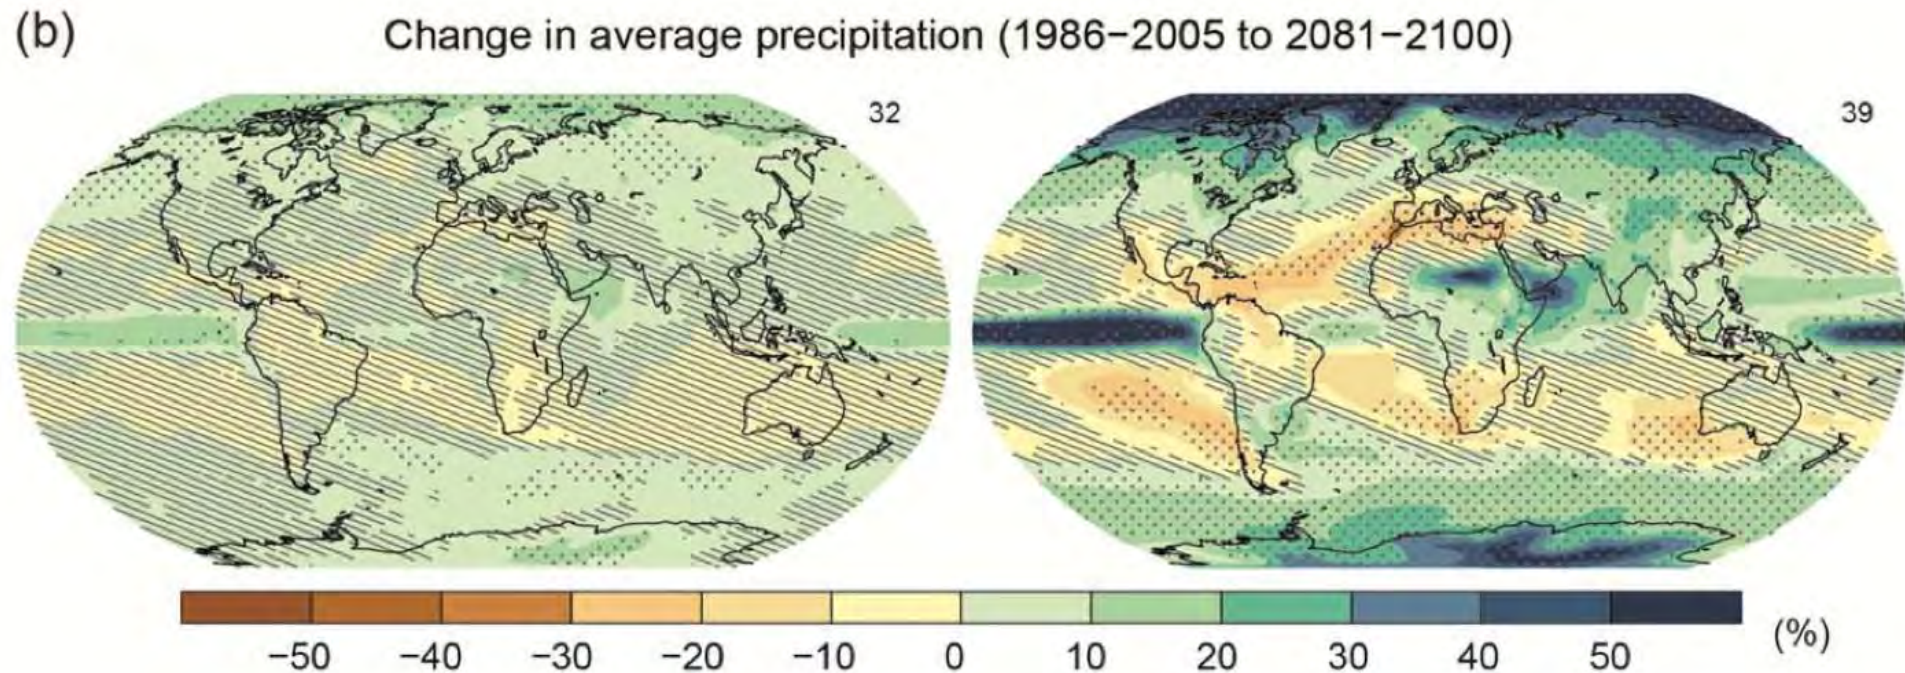 (b)
Change in average precipitation (1986−2005 to 2081−2100)
32
39
−50 −40 −30 −20 −10 0 10 20 30 40 50 (%)